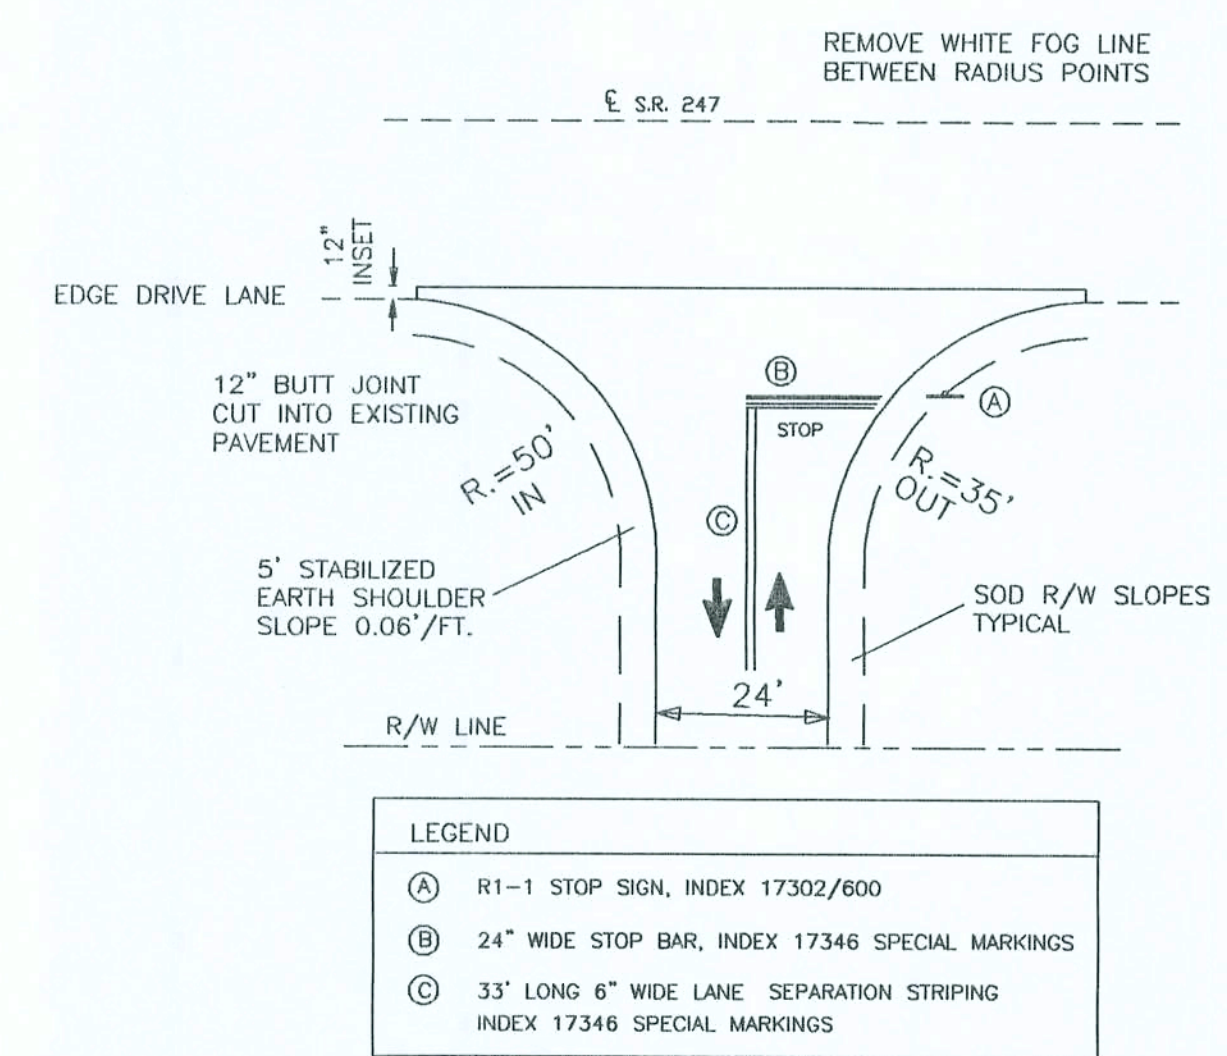 REMOVE WHITE FOG LINE
BETWEEN RADIUS POINTS
℄ S.R. 247
12"
INSET
EDGE DRIVE LANE
12" BUTT JOINT
CUT INTO EXISTING
PAVEMENT
B
A
STOP
R.=50'
IN
R.=35'
OUT
C
5' STABILIZED
EARTH SHOULDER
SLOPE 0.06'/FT.
SOD R/W SLOPES
TYPICAL
24'
R/W LINE
LEGEND
A R1-1 STOP SIGN, INDEX 17302/600
B 24" WIDE STOP BAR, INDEX 17346 SPECIAL MARKINGS
C 33' LONG 6" WIDE LANE SEPARATION STRIPING
INDEX 17346 SPECIAL MARKINGS